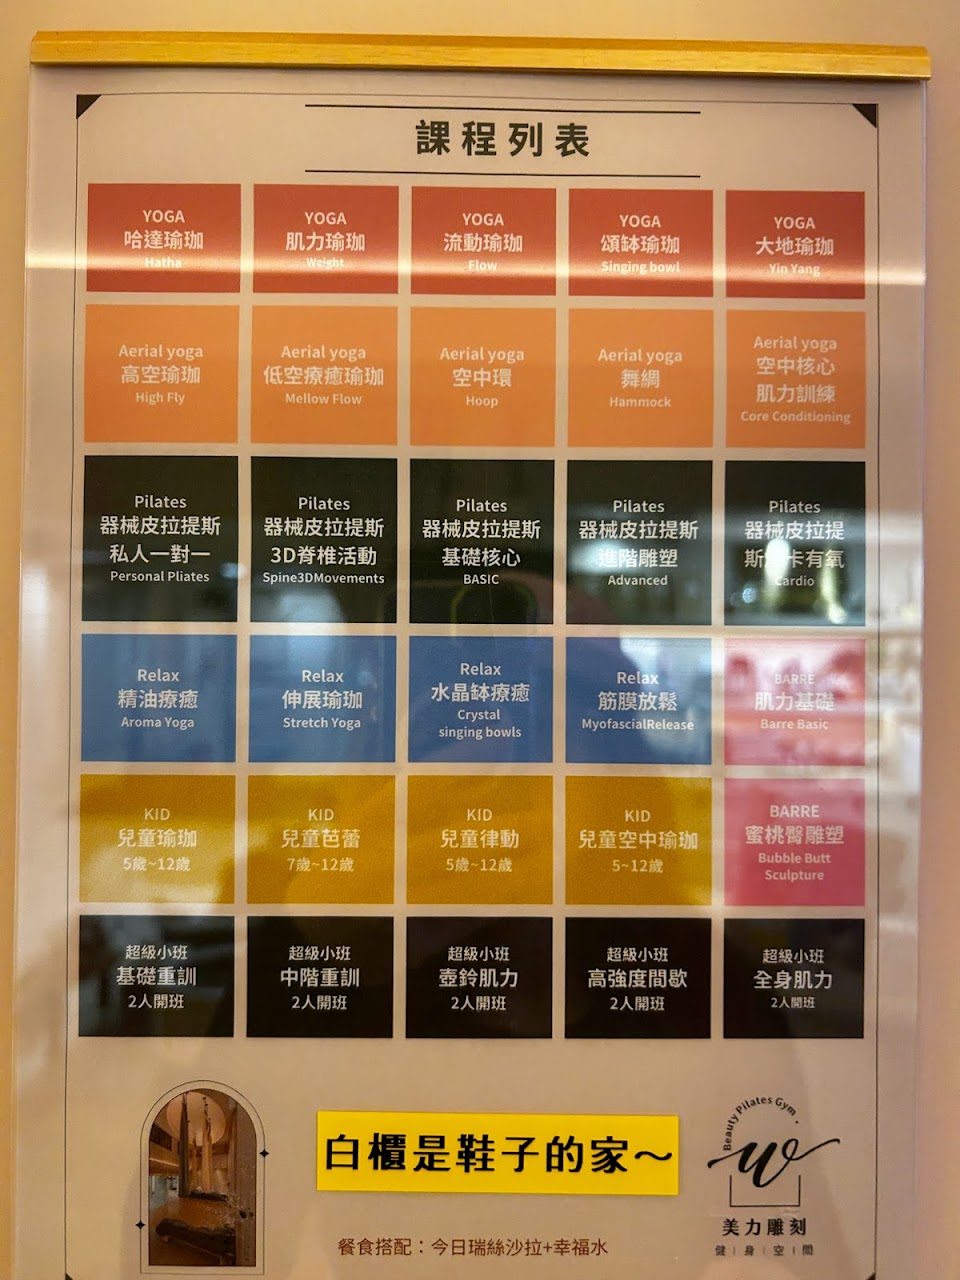 課程列表
YOGA
哈達瑜珈
Hatha
YOGA
肌力瑜珈
Weight
YOGA
流動瑜珈
Flow
YOGA
頌缽瑜珈
Singing bowl
YOGA
大地瑜珈
Yin Yang
Aerial yoga
高空瑜珈
High Fly
Aerial yoga
低空療癒瑜珈
Mellow Flow
Aerial yoga
空中環
Hoop
Aerial yoga
舞綢
Hammock
Aerial yoga
空中核心
肌力訓練
Core Conditioning
Pilates
器械皮拉提斯
私人一對一
Personal Plates
Pilates
器械皮拉提斯
3D脊椎活動
Spine3DMovements
Pilates
器械皮拉提斯
基礎核心
BASIC
Pilates
器械皮拉提斯
進階雕塑
Advanced
Pilates
器械皮拉提
斯 卡有氧
Cardio
Relax
精油療癒
Aroma Yoga
Relax
伸展瑜珈
Stretch Yoga
Relax
水晶缽療癒
Crystal
singing bowls
Relax
筋膜放鬆
MyofascialRelease
BARRE
肌力基礎
Barre Basic
KID
兒童瑜珈
5歲~12歲
KID
兒童芭蕾
7歲~12歲
KID
兒童律動
5歲~12歲
KID
兒童空中瑜珈
5~12歲
BARRE
蜜桃臀雕塑
Bubble Butt
Sculpture
超級小班
基礎重訓
2人開班
超級小班
中階重訓
2人開班
超級小班
壺鈴肌力
2人開班
超級小班
高強度間歇
2人開班
超級小班
全身肌力
2人開班
白櫃是鞋子的家～
餐食搭配：今日瑞絲沙拉+幸福水
Beauty Pilates Gym
w
美力雕刻
健|身|空|間